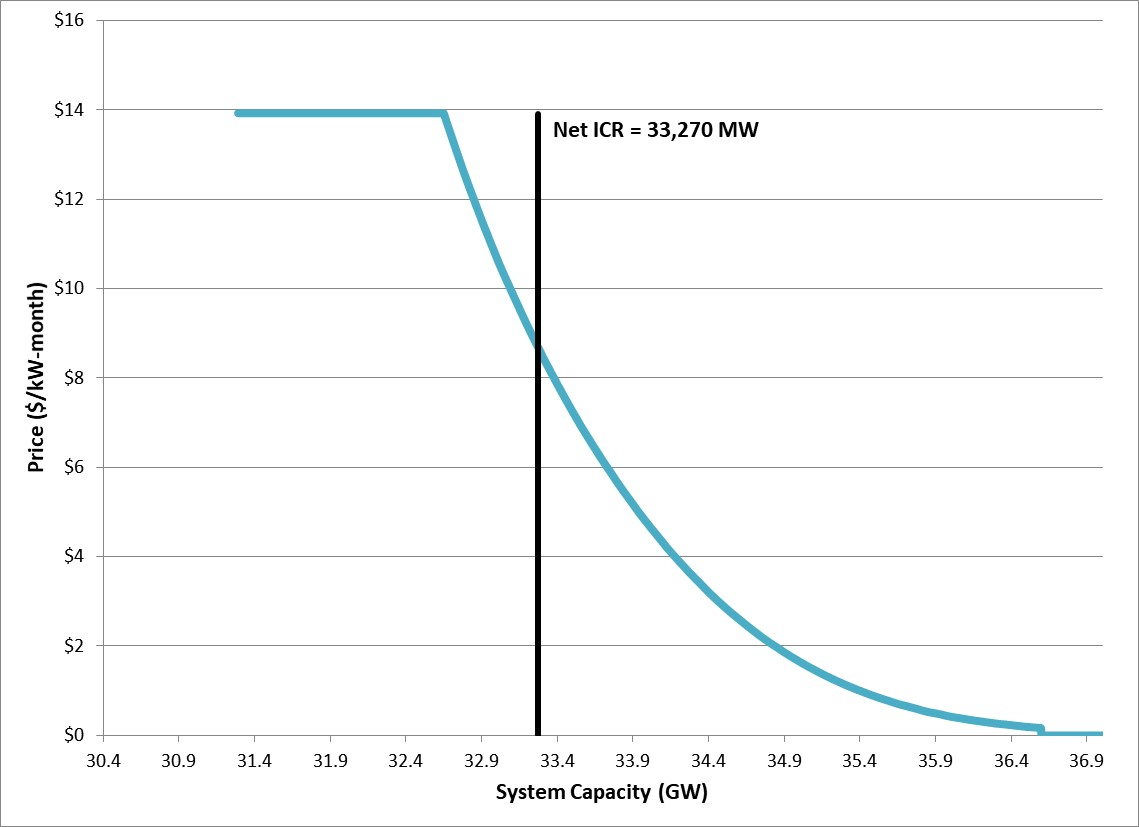 $16
$14
$12
$10
$8
$6
$4
$2
$0
Price ($/kW-month)
Net ICR = 33,270 MW
30.4 30.9 31.4 31.9 32.4 32.9 33.4 33.9 34.4 34.9 35.4 35.9 36.4 36.9
System Capacity (GW)